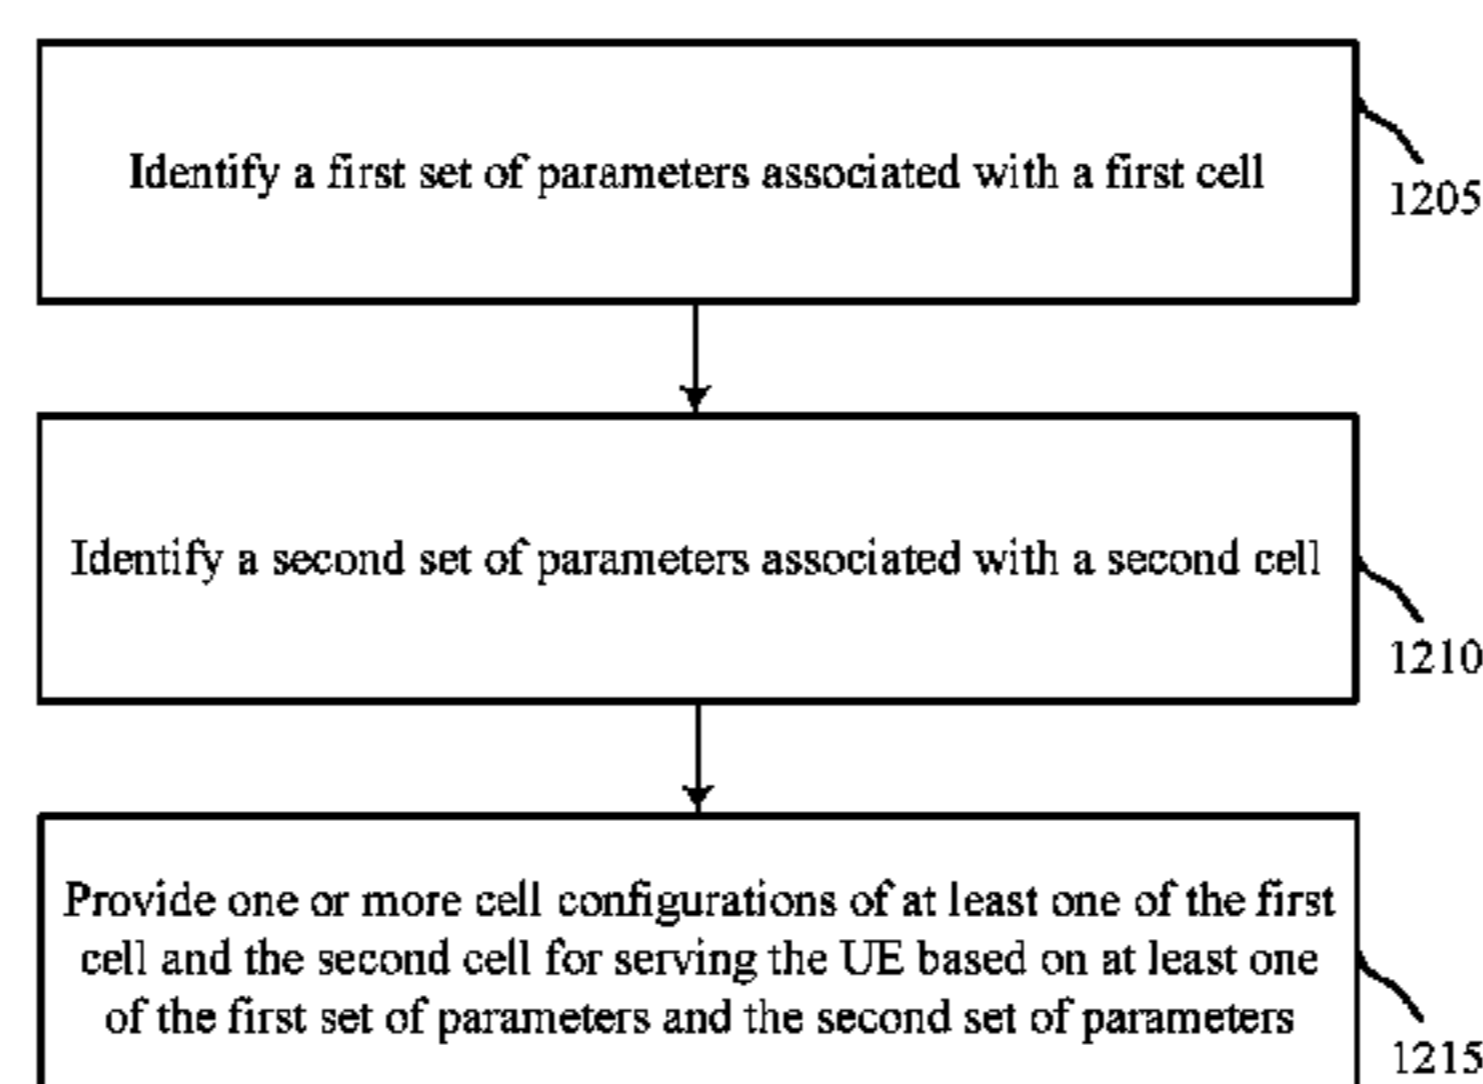 Identify a first set of parameters associated with a first cell
1205
Identify a second set of parameters associated with a second cell
1210
Provide one or more cell configurations of at least one of the first
cell and the second cell for serving the UE based on at least one
of the first set of parameters and the second set of parameters
1215